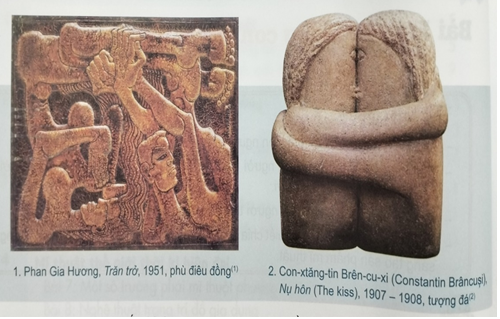 1. Phan Gia Hương, Trăn trở, 1951, phù điêu đồng(1)
2. Con-xtăng-tin Brên-cu-xi (Constantin Brâncuși),
Nụ hôn (The kiss), 1907 – 1908, tượng đá(2)